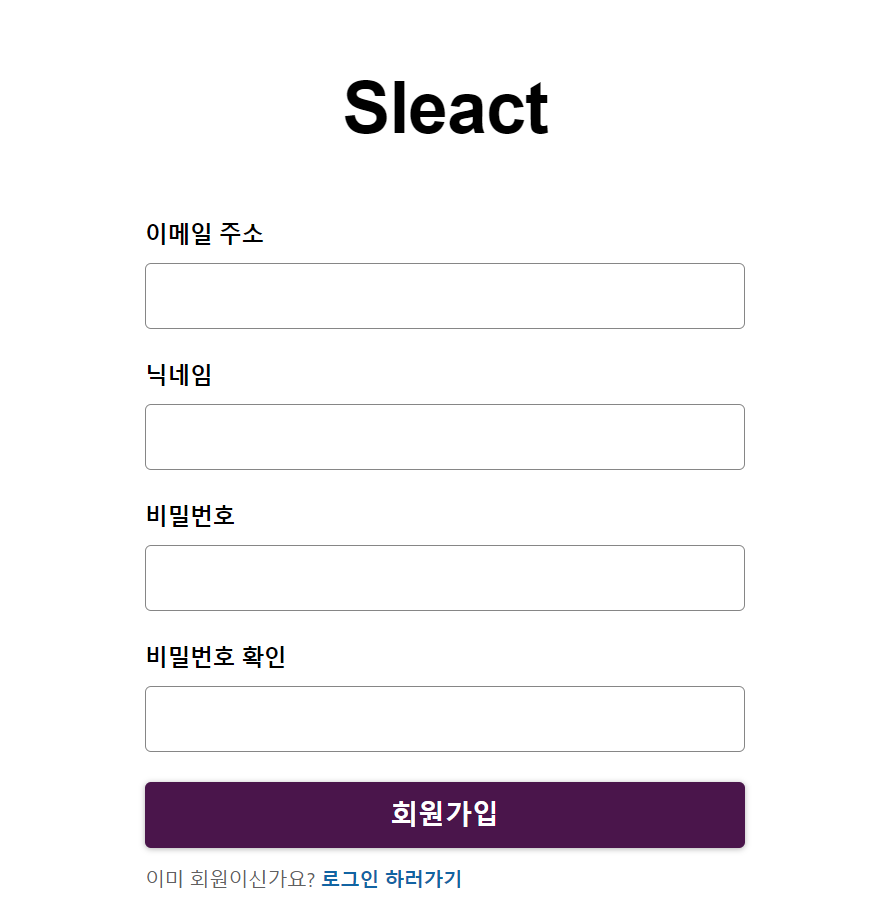 Sleact
이메일 주소
닉네임
비밀번호
비밀번호 확인
회원가입
이미 회원이신가요? 로그인 하러가기